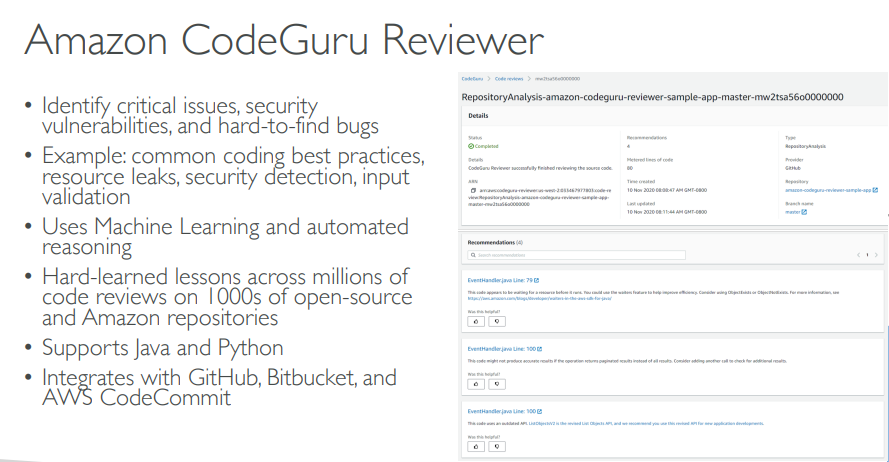 Amazon CodeGuru Reviewer
• Identify critical issues, security
vulnerabilities, and hard-to-find bugs
• Example: common coding best practices,
resource leaks, security detection, input
validation
• Uses Machine Learning and automated
reasoning
• Hard-learned lessons across millions of
code reviews on 1000s of open-source
and Amazon repositories
• Supports Java and Python
• Integrates with GitHub, Bitbucket, and
AWS CodeCommit
CodeGuru > Code reviews > mw2tsa56o0000000
RepositoryAnalysis-amazon-codeguru-reviewer-sample-app-master-mw2tsa56o0000000
Details
Status
Completed
Details
CodeGuru Reviewer successfully finished reviewing the source code.
ARN
arn:aws:codeguru-reviewer:us-west-2:033467977803:code-re
view:RepositoryAnalysis-amazon-codeguru-reviewer-sample-app-
master-mw2tsa56o0000000
Recommendations
4
Metered lines of code
80
Time created
10 Nov 2020 08:08:47 AM GMT-0800
Last updated
10 Nov 2020 08:11:44 AM GMT-0800
Type
RepositoryAnalysis
Provider
GitHub
Repository
amazon-codeguru-reviewer-sample-app
Branch name
master
Recommendations (4)
Search recommendations
< 1 >
EventHandler.java Line: 79
This code appears to be waiting for a resource before it runs. You could use the waiters feature to help improve efficiency. Consider using ObjectExists or ObjectNotExists. For more information, see
https://aws.amazon.com/blogs/developer/waiters-in-the-aws-sdk-for-java/
Was this helpful?
EventHandler.java Line: 100
This code might not produce accurate results if the operation returns paginated results instead of all results. Consider adding another call to check for additional results.
Was this helpful?
EventHandler.java Line: 100
This code uses an outdated API. ListObjectsV2 is the revised List Objects API, and we recommend you use this revised API for new application developments.
Was this helpful?